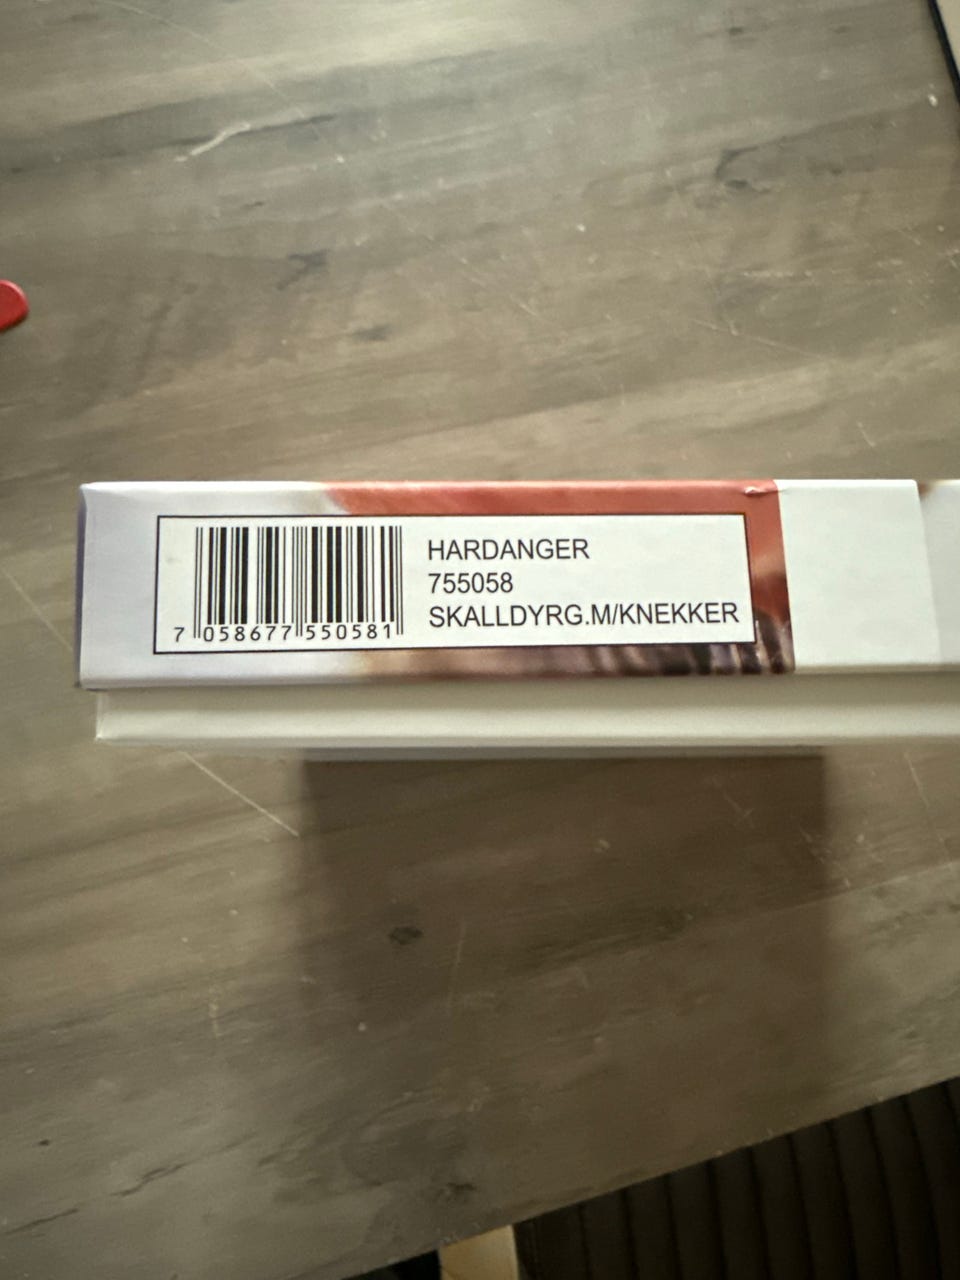 HARDANGER
755058
SKALLDYRG.M/KNEKKER
7 058677 550581